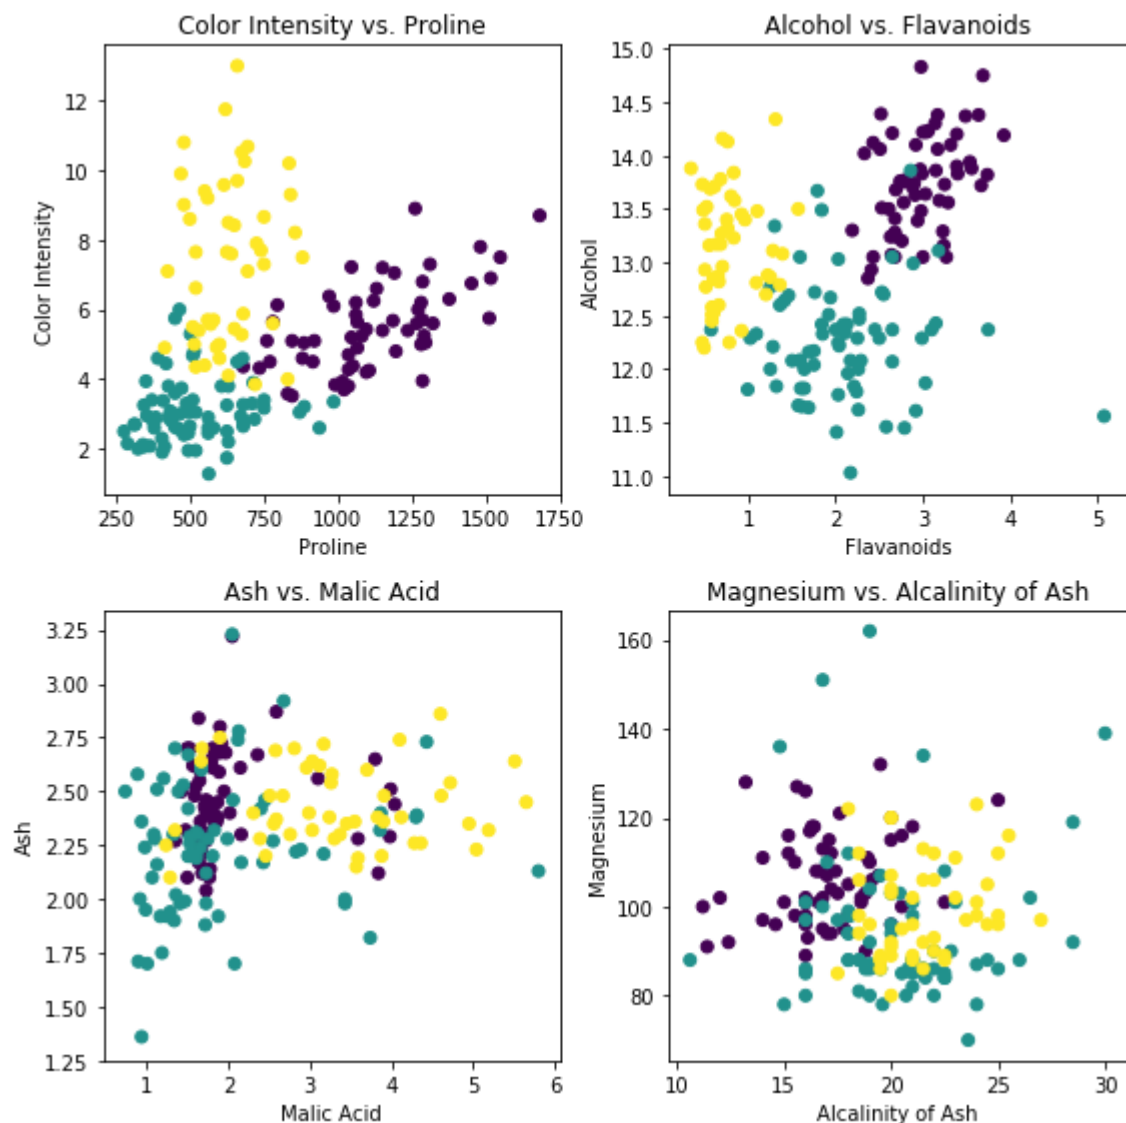 Color Intensity vs. Proline
12
10
8
6
4
2
Color Intensity
250 500 750 1000 1250 1500 1750
Proline
Alcohol vs. Flavanoids
15.0
14.5
14.0
13.5
13.0
12.5
12.0
11.5
11.0
Alcohol
1 2 3 4 5
Flavanoids
Ash vs. Malic Acid
3.25
3.00
2.75
2.50
2.25
2.00
1.75
1.50
1.25
Ash
1 2 3 4 5 6
Malic Acid
Magnesium vs. Alcalinity of Ash
160
140
120
100
80
Magnesium
10 15 20 25 30
Alcalinity of Ash